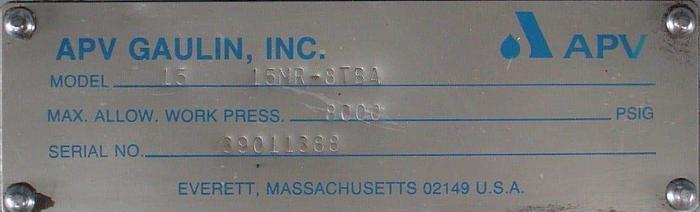 APV GAULIN, INC. APV
MODEL 15 15MR-8TBA
MAX. ALLOW. WORK PRESS. 8000 PSIG
SERIAL NO. 39011388
EVERETT, MASSACHUSETTS 02149 U.S.A.